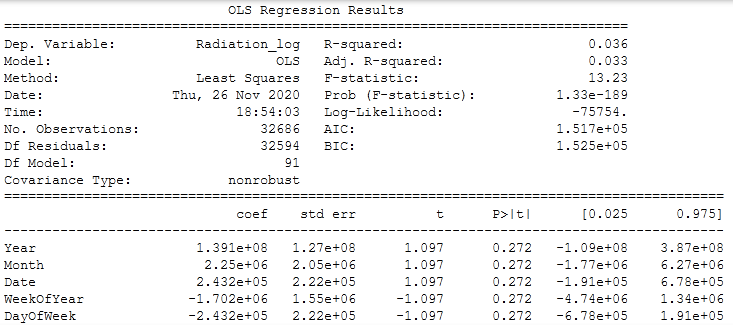 OLS Regression Results
==============================================================================
Dep. Variable: Radiation_log R-squared: 0.036
Model: OLS Adj. R-squared: 0.033
Method: Least Squares F-statistic: 13.23
Date: Thu, 26 Nov 2020 Prob (F-statistic): 1.33e-189
Time: 18:54:03 Log-Likelihood: -75754.
No. Observations: 32686 AIC: 1.517e+05
Df Residuals: 32594 BIC: 1.525e+05
Df Model: 91
Covariance Type: nonrobust
==========================================================================================
coef std err t P>|t| [0.025 0.975]
------------------------------------------------------------------------------------------
Year 1.391e+08 1.27e+08 1.097 0.272 -1.09e+08 3.87e+08
Month 2.25e+06 2.05e+06 1.097 0.272 -1.77e+06 6.27e+06
Date 2.432e+05 2.22e+05 1.097 0.272 -1.91e+05 6.78e+05
WeekOfYear -1.702e+06 1.55e+06 -1.097 0.272 -4.74e+06 1.34e+06
DayOfWeek -2.432e+05 2.22e+05 -1.097 0.272 -6.78e+05 1.91e+05